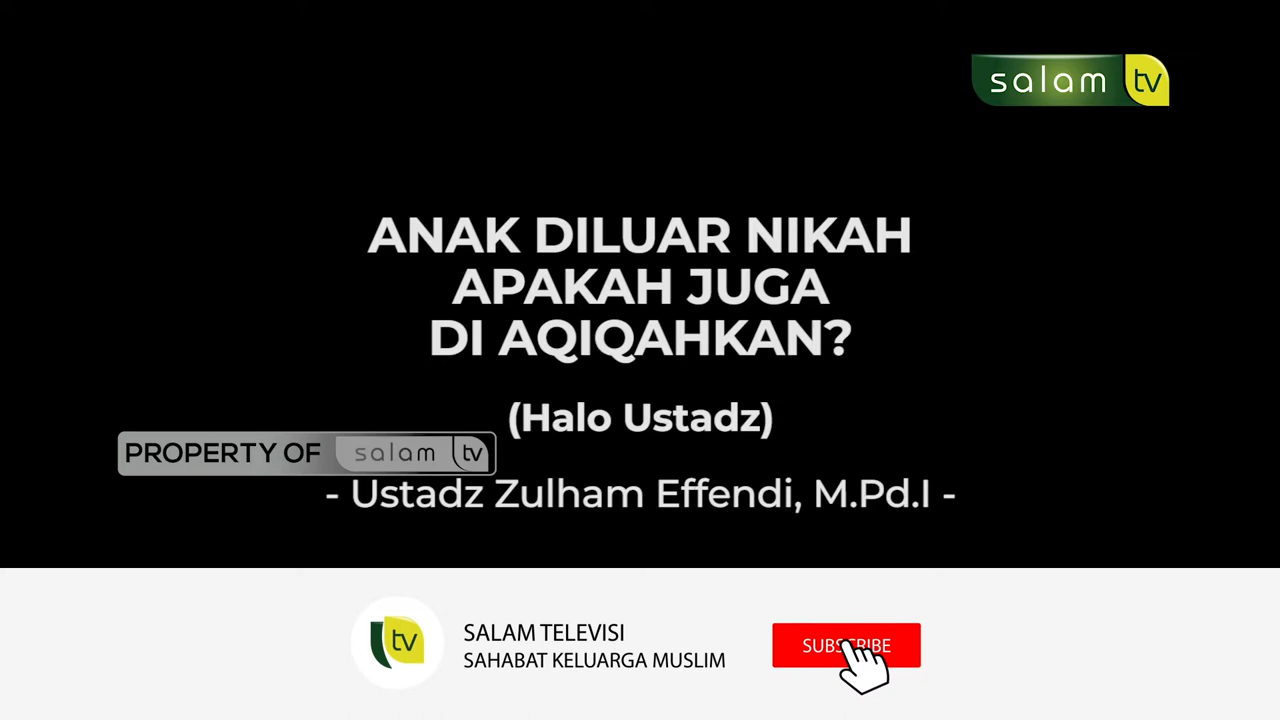 salam tv
ANAK DILUAR NIKAH
APAKAH JUGA
DI AQIQAHKAN?
(Halo Ustadz)
PROPERTY OF salam tv
- Ustadz Zulham Effendi, M.Pd.I -
tv
SALAM TELEVISI
SAHABAT KELUARGA MUSLIM
SUBSCRIBE